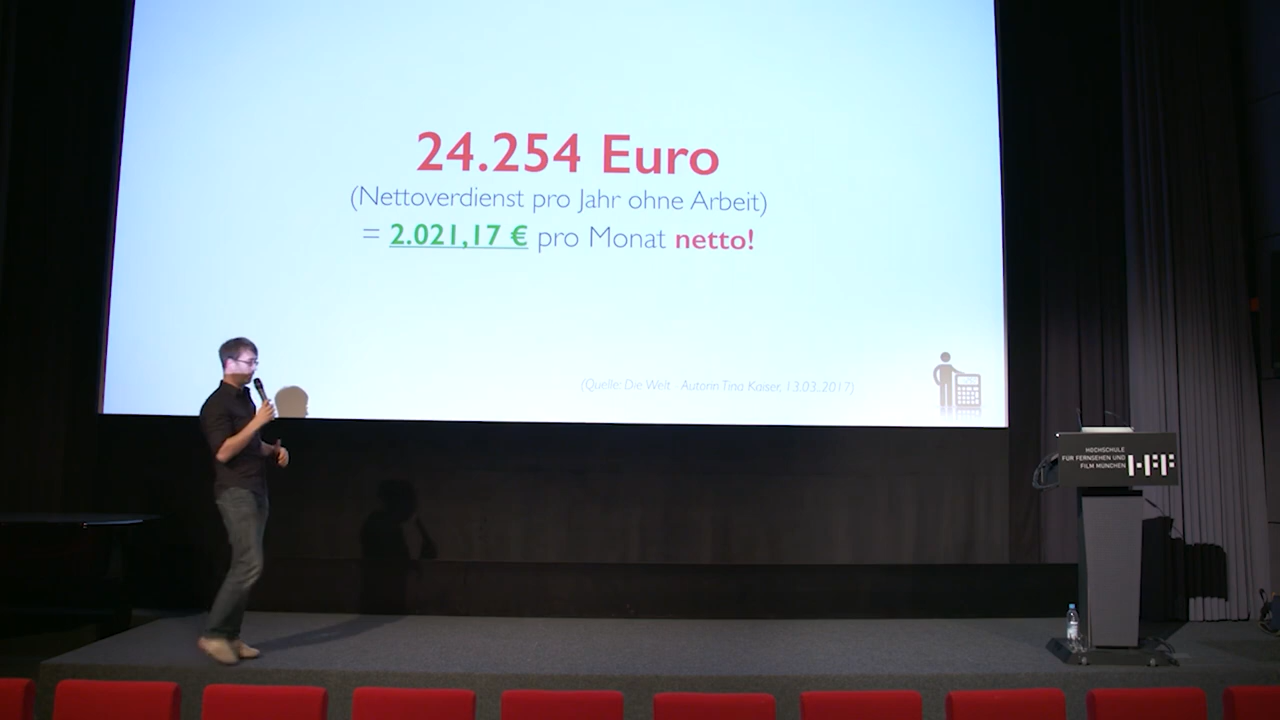 24.254 Euro
(Nettoverdienst pro Jahr ohne Arbeit)
= 2.021,17 € pro Monat netto!
(Quelle: Die Welt - Autorin Tina Kaiser, 13.03.2017)
HOCHSCHULE
FÜR FERNSEHEN UND
FILM MÜNCHEN
HFF